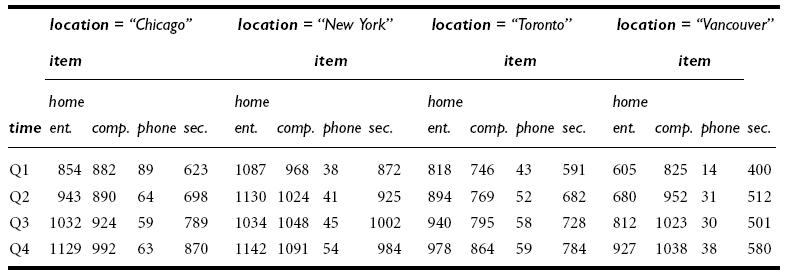 location = “Chicago” location = “New York” location = “Toronto” location = “Vancouver”
item item item item
home home home home
time ent. comp. phone sec. ent. comp. phone sec. ent. comp. phone sec. ent. comp. phone sec.
Q1 854 882 89 623 1087 968 38 872 818 746 43 591 605 825 14 400
Q2 943 890 64 698 1130 1024 41 925 894 769 52 682 680 952 31 512
Q3 1032 924 59 789 1034 1048 45 1002 940 795 58 728 812 1023 30 501
Q4 1129 992 63 870 1142 1091 54 984 978 864 59 784 927 1038 38 580